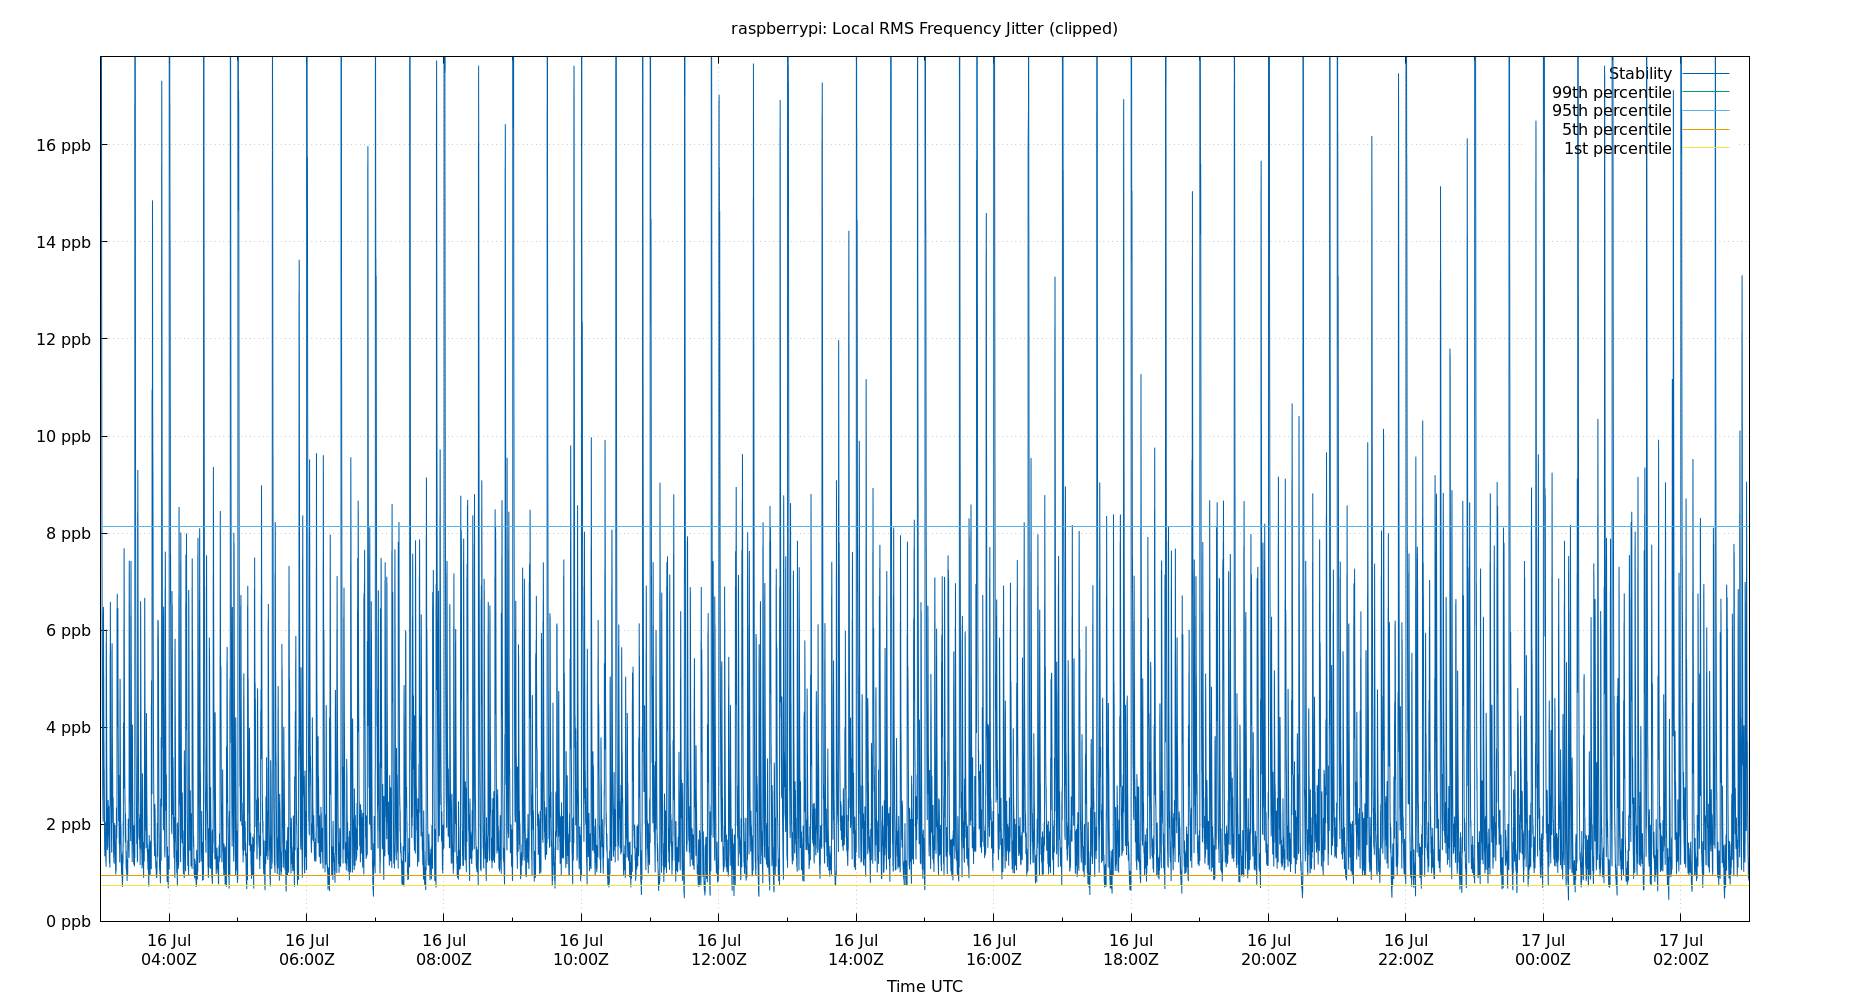 raspberrypi: Local RMS Frequency Jitter (clipped)
Stability
99th percentile
95th percentile
5th percentile
1st percentile
16 ppb
14 ppb
12 ppb
10 ppb
8 ppb
6 ppb
4 ppb
2 ppb
0 ppb
16 Jul 16 Jul 16 Jul 16 Jul 16 Jul 16 Jul 16 Jul 16 Jul 16 Jul 16 Jul 17 Jul 17 Jul
04:00Z 06:00Z 08:00Z 10:00Z 12:00Z 14:00Z 16:00Z 18:00Z 20:00Z 22:00Z 00:00Z 02:00Z
Time UTC